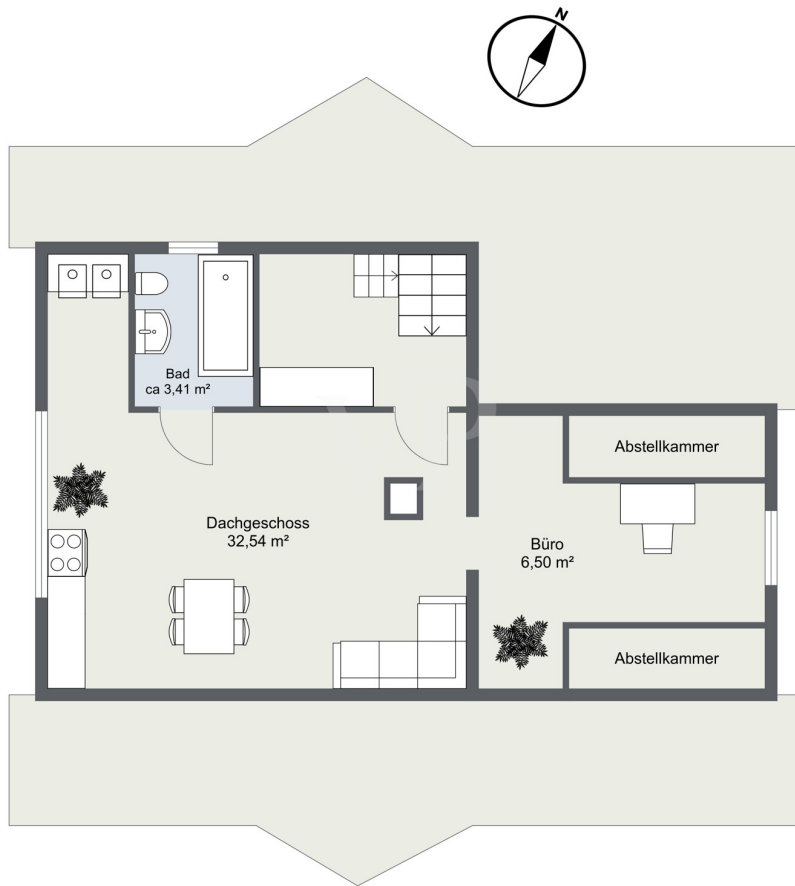 N
Bad
ca 3,41 m²
Abstellkammer
Dachgeschoss
32,54 m²
Büro
6,50 m²
Abstellkammer